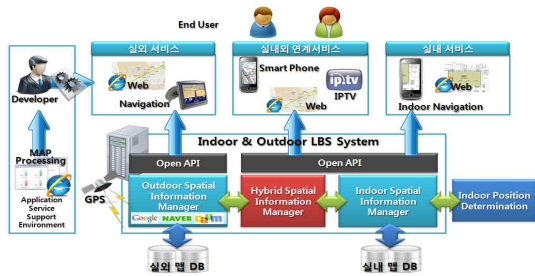 End User
실외 서비스
실내외 연계서비스
실내 서비스
Developer
Web
Navigation
Smart Phone
ip.tv
IPTV
Web
Web
Indoor Navigation
MAP
Processing
Application
Service
Support
Environment
GPS
Indoor & Outdoor LBS System
Open API
Open API
Outdoor Spatial
Information
Manager
Google NAVER Daum
Hybrid Spatial
Information
Manager
Indoor Spatial
Information
Manager
Indoor Position
Determination
실외 맵 DB
실내 맵 DB